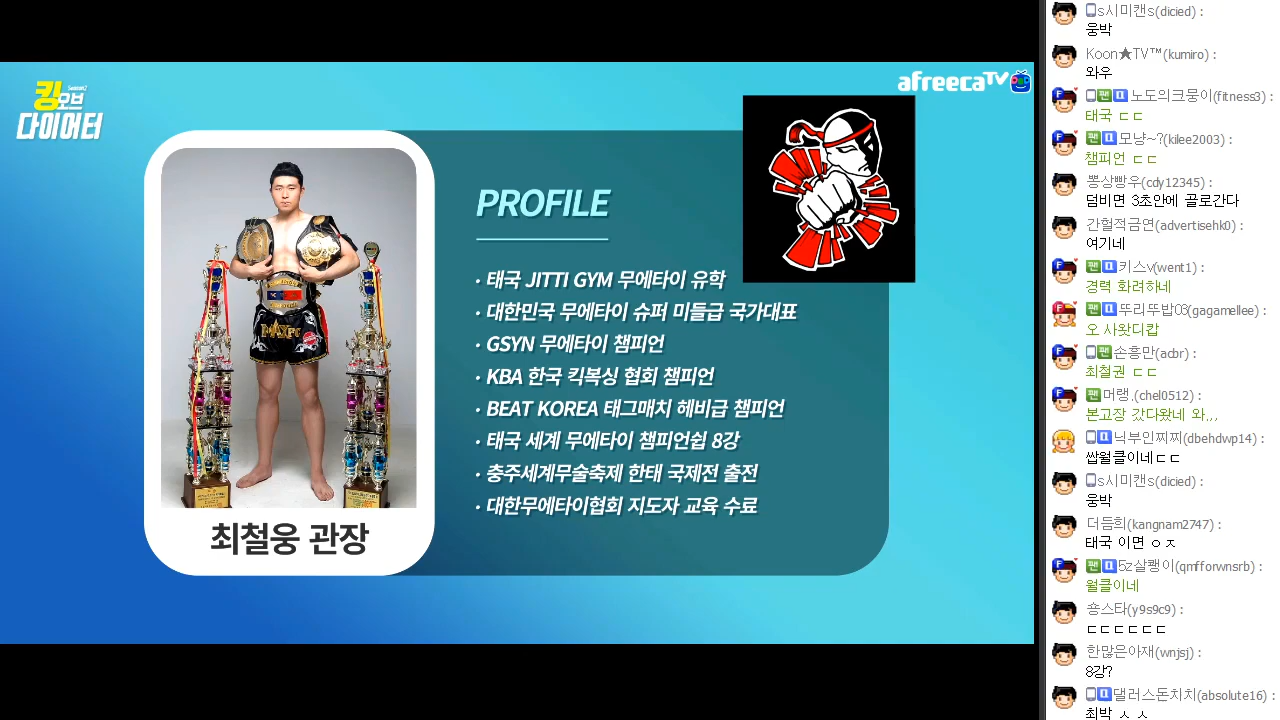 킹오브 Season2
다이어터
afreecaTV
PROFILE
· 태국 JITTI GYM 무에타이 유학
· 대한민국 무에타이 슈퍼 미들급 국가대표
· GSYN 무에타이 챔피언
· KBA 한국 킥복싱 협회 챔피언
· BEAT KOREA 태그매치 헤비급 챔피언
· 태국 세계 무에타이 챔피언쉽 8강
· 충주세계무술축제 한태 국제전 출전
· 대한무에타이협회 지도자 교육 수료
MAXFC
최철웅 관장
s시미캔s(dicied) :
웅박
Koon★TV™(kumiro) :
와우
팬 노도의크뭉이(fitness3) :
태국 ㄷㄷ
팬 모냥~?(kilee2003) :
챔피언 ㄷㄷ
뿡상빵우(cdy12345) :
덤비면 3초안에 골로간다
간헐적금연(advertisehk0) :
여기네
팬 키스v(went1) :
경력 화려하네
팬 뚜리뚜밥03(gagamellee) :
오 사왓디캅
팬 손흥만(acbr) :
최철권 ㄷㄷ
팬 머랭,(chel0512) :
본고장 갔다왔네 와,,,
닉부인찌찌(dbehdwp14) :
쌉월클이네ㄷㄷ
s시미캔s(dicied) :
웅박
더듬희(kangnam2747) :
태국 이면 ㅇㅈ
팬 5z살쾡이(qmfforwnsrb) :
월클이네
숑스타(y9s9c9) :
ㄷㄷㄷㄷㄷㄷ
한많은아재(wnjsj) :
8강?
댈러스돈치치(absolute16) :
최박 ㅅㅅ